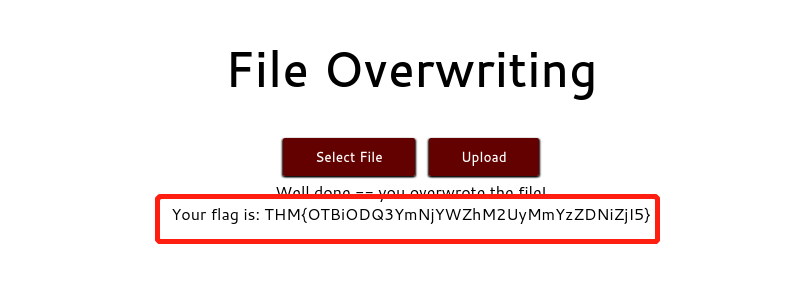 File Overwriting
Select File
Upload
Well done -- you overwrote the file!
Your flag is: THM{OTBiODQ3YmNjYWZhM2UyMmYzZDNiZjI5}